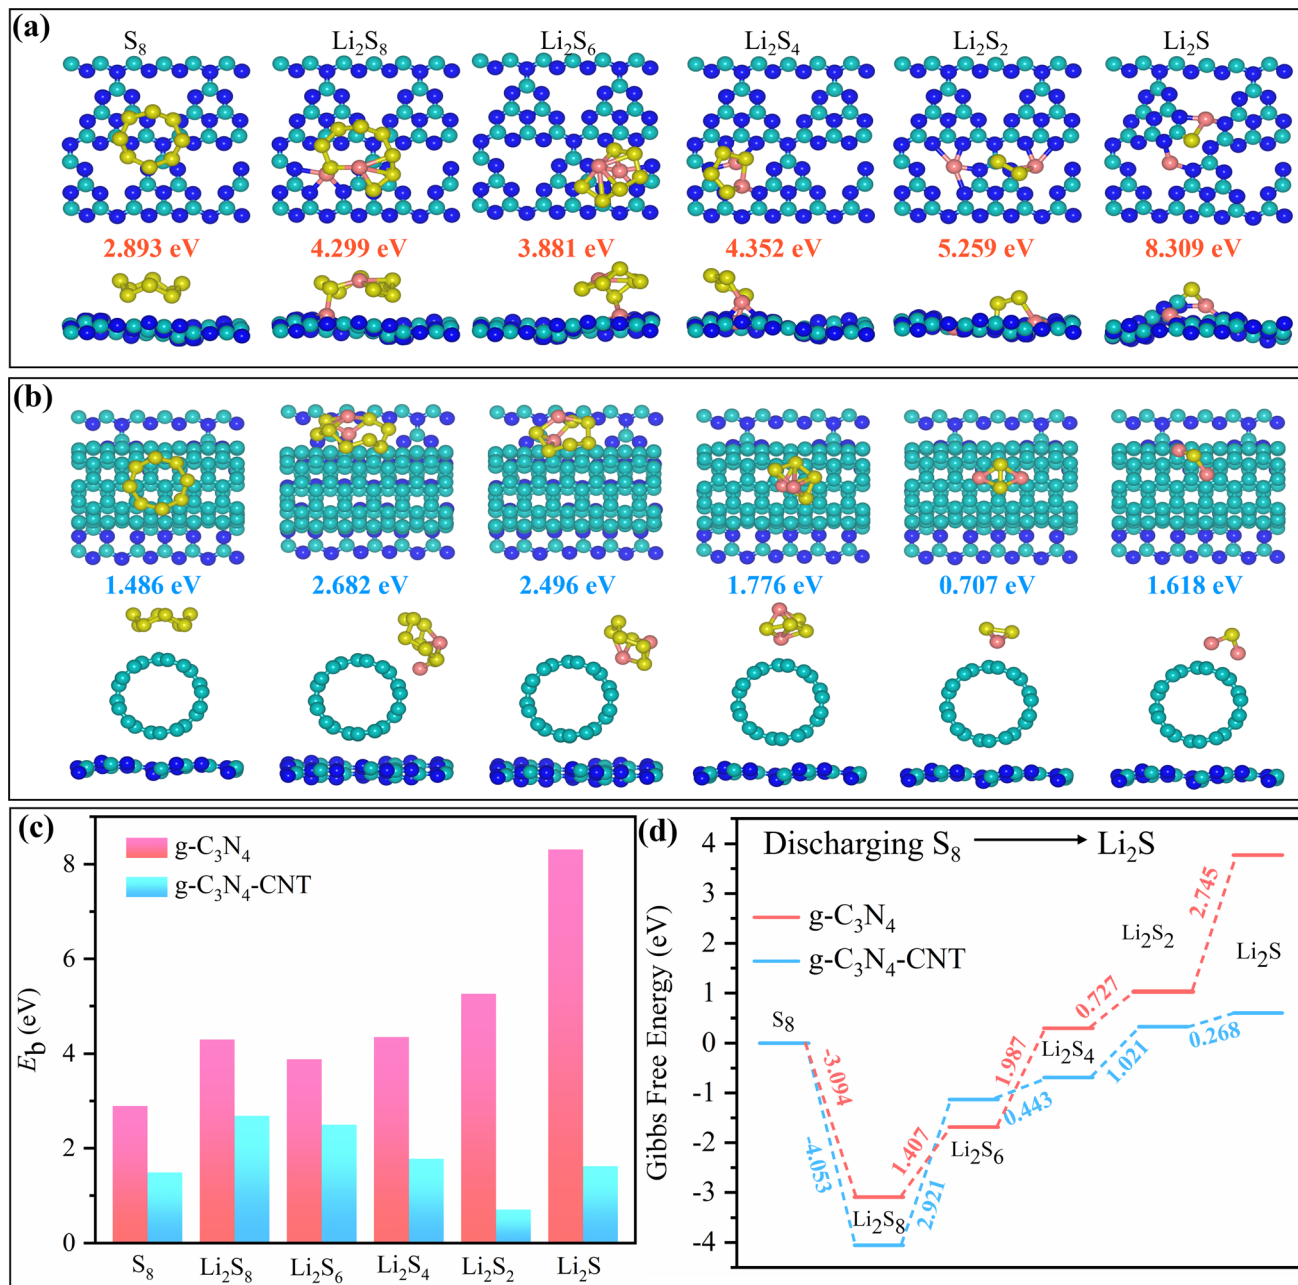 (a)
S₈ Li₂S₈ Li₂S₆ Li₂S₄ Li₂S₂ Li₂S
2.893 eV 4.299 eV 3.881 eV 4.352 eV 5.259 eV 8.309 eV
(b)
1.486 eV 2.682 eV 2.496 eV 1.776 eV 0.707 eV 1.618 eV
(c)
g-C₃N₄
g-C₃N₄-CNT
E_b (eV)
8
6
4
2
0
S₈ Li₂S₈ Li₂S₆ Li₂S₄ Li₂S₂ Li₂S
(d)
Discharging S₈ ⟶ Li₂S
g-C₃N₄
g-C₃N₄-CNT
Gibbs Free Energy (eV)
4
3
2
1
0
-1
-2
-3
-4
S₈
Li₂S₈
Li₂S₆
Li₂S₄
Li₂S₂
Li₂S
-3.094
1.407
1.987
0.727
2.745
-4.053
2.921
0.443
1.021
0.268